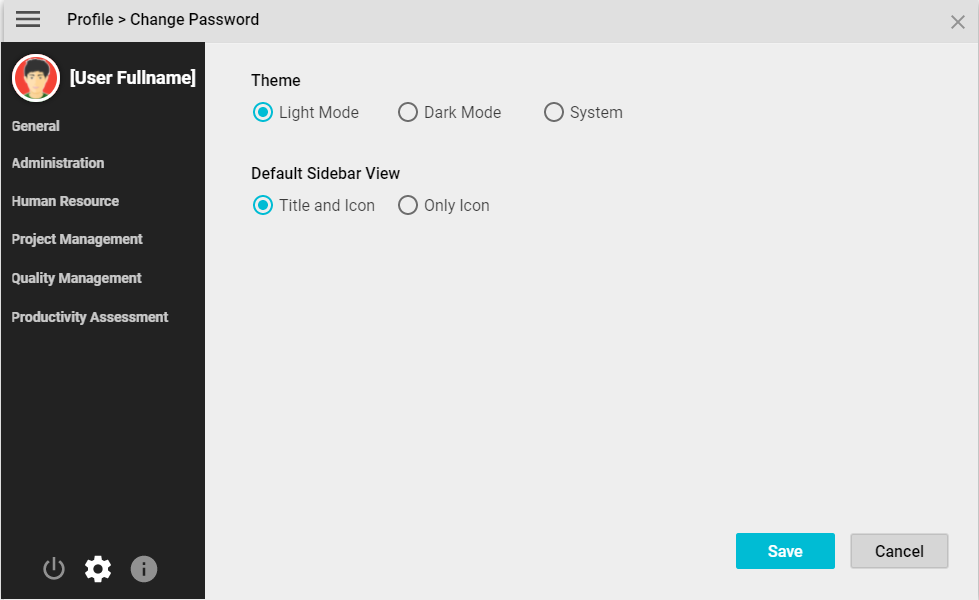 Profile > Change Password
[User Fullname]
General
Administration
Human Resource
Project Management
Quality Management
Productivity Assessment
Theme
Light Mode Dark Mode System
Default Sidebar View
Title and Icon Only Icon
Save Cancel